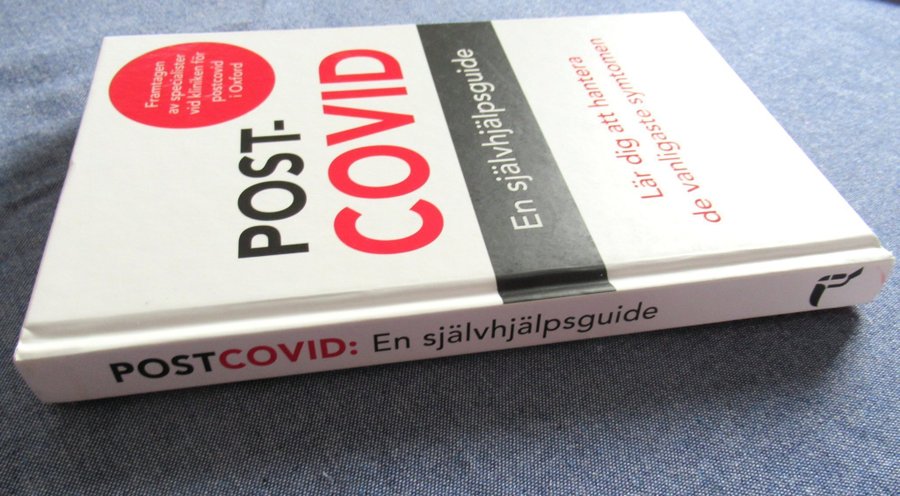 Framtagen
av specialister
vid kliniken för
postcovid
i Oxford
POST-
COVID
En självhjälpsguide
Lär dig att hantera
de vanligaste symtomen
POSTCOVID: En självhjälpsguide